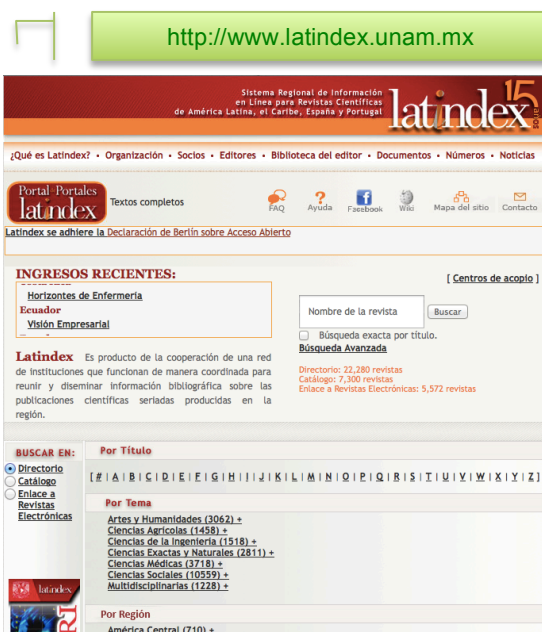 http://www.latindex.unam.mx
Sistema Regional de Información
en Línea para Revistas Científicas
de América Latina, el Caribe, España y Portugal
latindex
15
años
¿Qué es Latindex? • Organización • Socios • Editores • Biblioteca del editor • Documentos • Números • Noticias
Portal de Portales
latindex
Textos completos
FAQ Ayuda Facebook Wiki Mapa del sitio Contacto
Latindex se adhiere la Declaración de Berlín sobre Acceso Abierto
INGRESOS RECIENTES:
[ Centros de acopio ]
Horizontes de Enfermería
Ecuador
Visión Empresarial
Nombre de la revista Buscar
Búsqueda exacta por título.
Búsqueda Avanzada
Latindex Es producto de la cooperación de una red
de instituciones que funcionan de manera coordinada para
reunir y diseminar información bibliográfica sobre las
publicaciones científicas seriadas producidas en la
región.
Directorio: 22,280 revistas
Catálogo: 7,300 revistas
Enlace a Revistas Electrónicas: 5,572 revistas
BUSCAR EN:
Directorio
Catálogo
Enlace a
Revistas
Electrónicas
latindex
Por Título
[ # | A | B | C | D | E | F | G | H | I | J | K | L | M | N | O | P | Q | R | S | T | U | V | W | X | Y | Z ]
Por Tema
Artes y Humanidades (3062) +
Ciencias Agrícolas (1458) +
Ciencias de la Ingeniería (1518) +
Ciencias Exactas y Naturales (2811) +
Ciencias Médicas (3718) +
Ciencias Sociales (10559) +
Multidisciplinarias (1228) +
Por Región
América Central (710) +